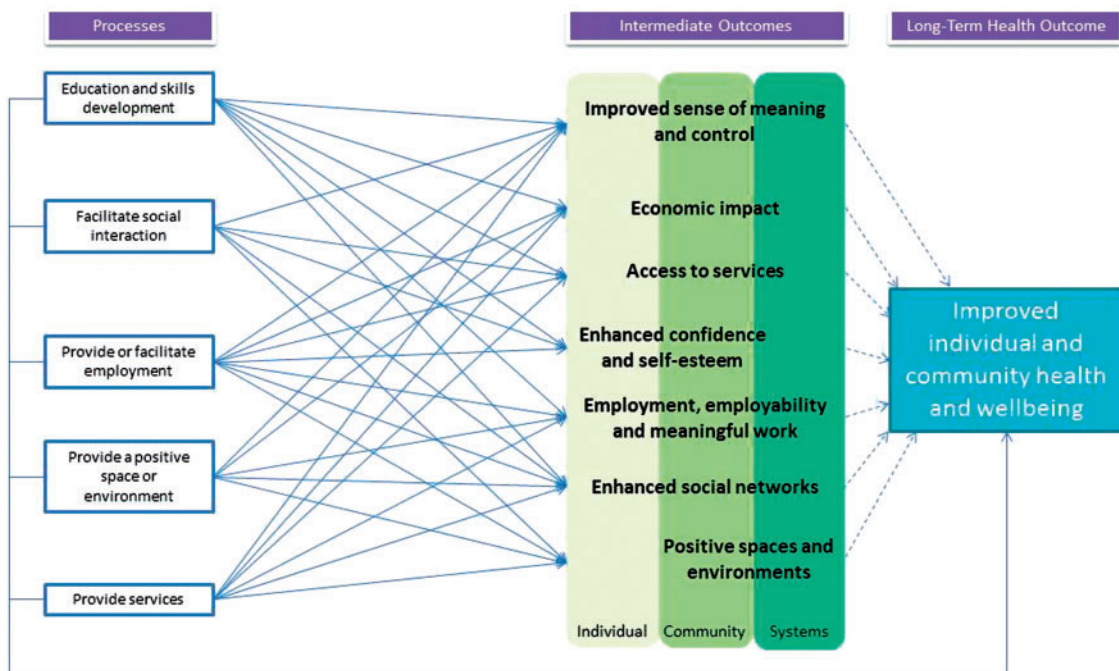 Processes
Intermediate Outcomes
Long-Term Health Outcome
Education and skills
development
Facilitate social
interaction
Provide or facilitate
employment
Provide a positive
space or
environment
Provide services
Improved sense of meaning
and control
Economic impact
Access to services
Enhanced confidence
and self-esteem
Employment, employability
and meaningful work
Enhanced social networks
Positive spaces and
environments
Individual
Community
Systems
Improved
individual and
community health
and wellbeing